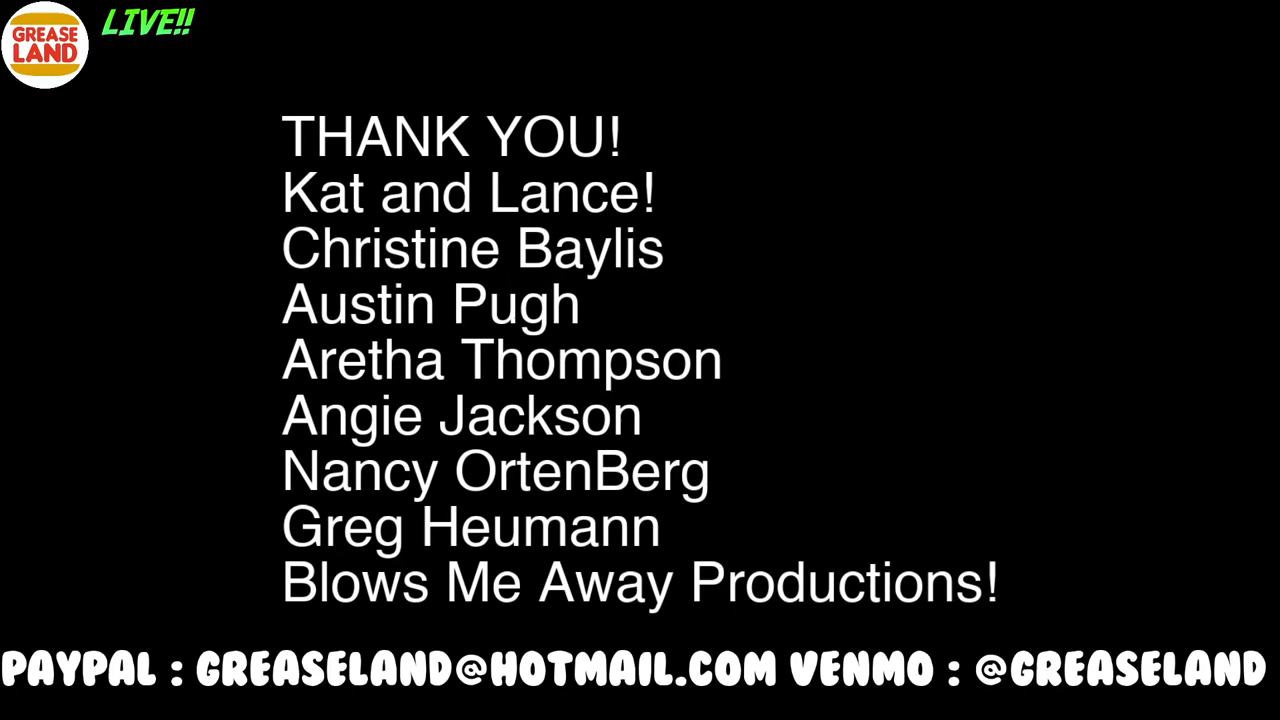 GREASE
LAND
LIVE!!
THANK YOU!
Kat and Lance!
Christine Baylis
Austin Pugh
Aretha Thompson
Angie Jackson
Nancy OrtenBerg
Greg Heumann
Blows Me Away Productions!
PAYPAL : GREASELAND@HOTMAIL.COM VENMO : @GREASELAND